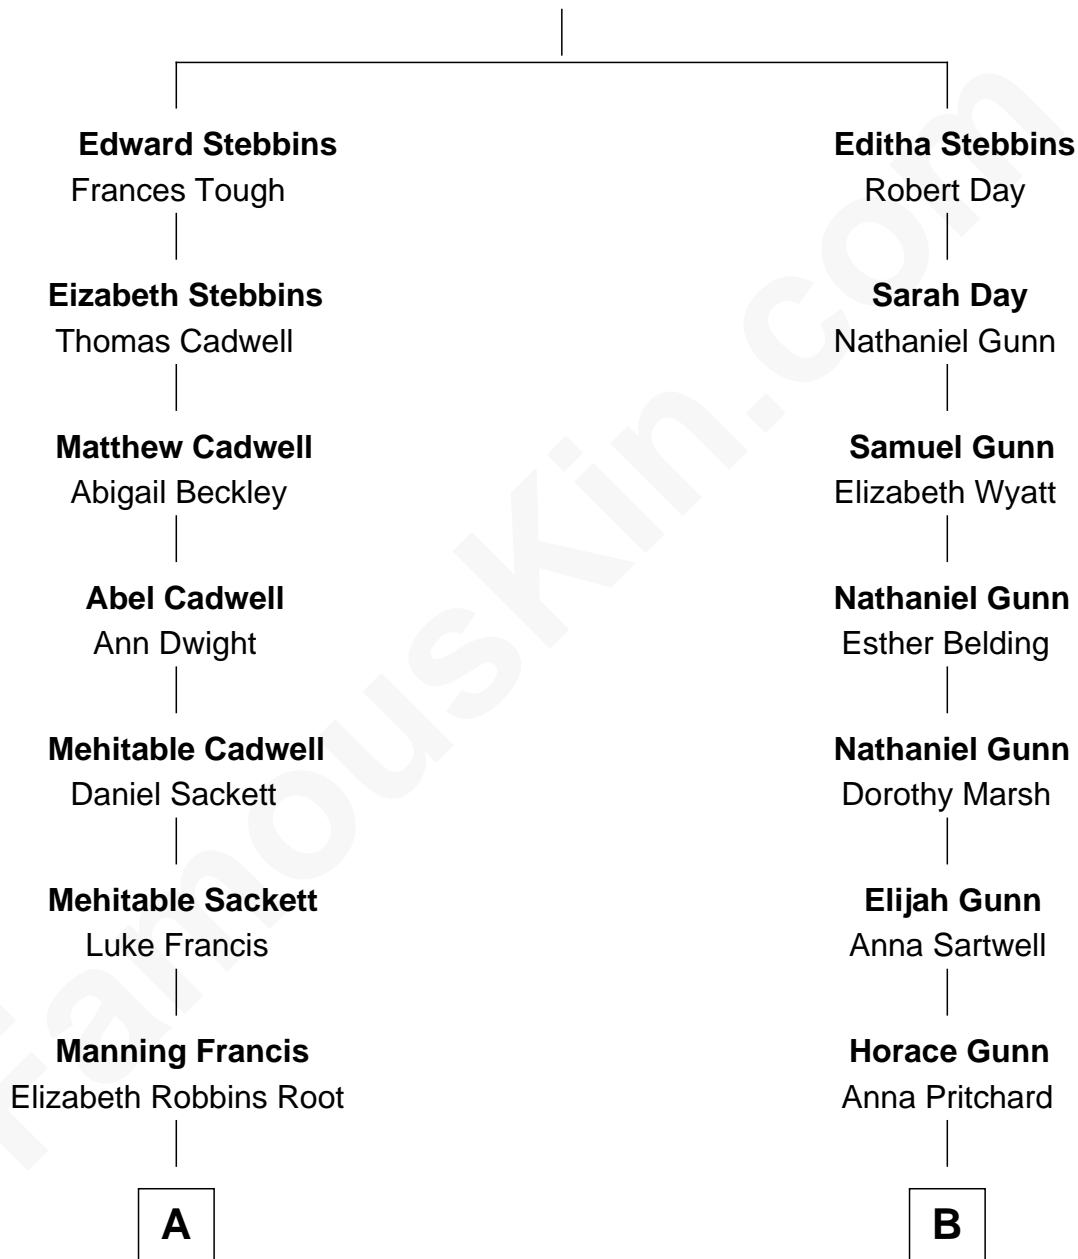 Edward Stebbins
Frances Tough
Eizabeth Stebbins
Thomas Cadwell
Matthew Cadwell
Abigail Beckley
Abel Cadwell
Ann Dwight
Mehitable Cadwell
Daniel Sackett
Mehitable Sackett
Luke Francis
Manning Francis
Elizabeth Robbins Root
A
Editha Stebbins
Robert Day
Sarah Day
Nathaniel Gunn
Samuel Gunn
Elizabeth Wyatt
Nathaniel Gunn
Esther Belding
Nathaniel Gunn
Dorothy Marsh
Elijah Gunn
Anna Sartwell
Horace Gunn
Anna Pritchard
B
FamousKin.com